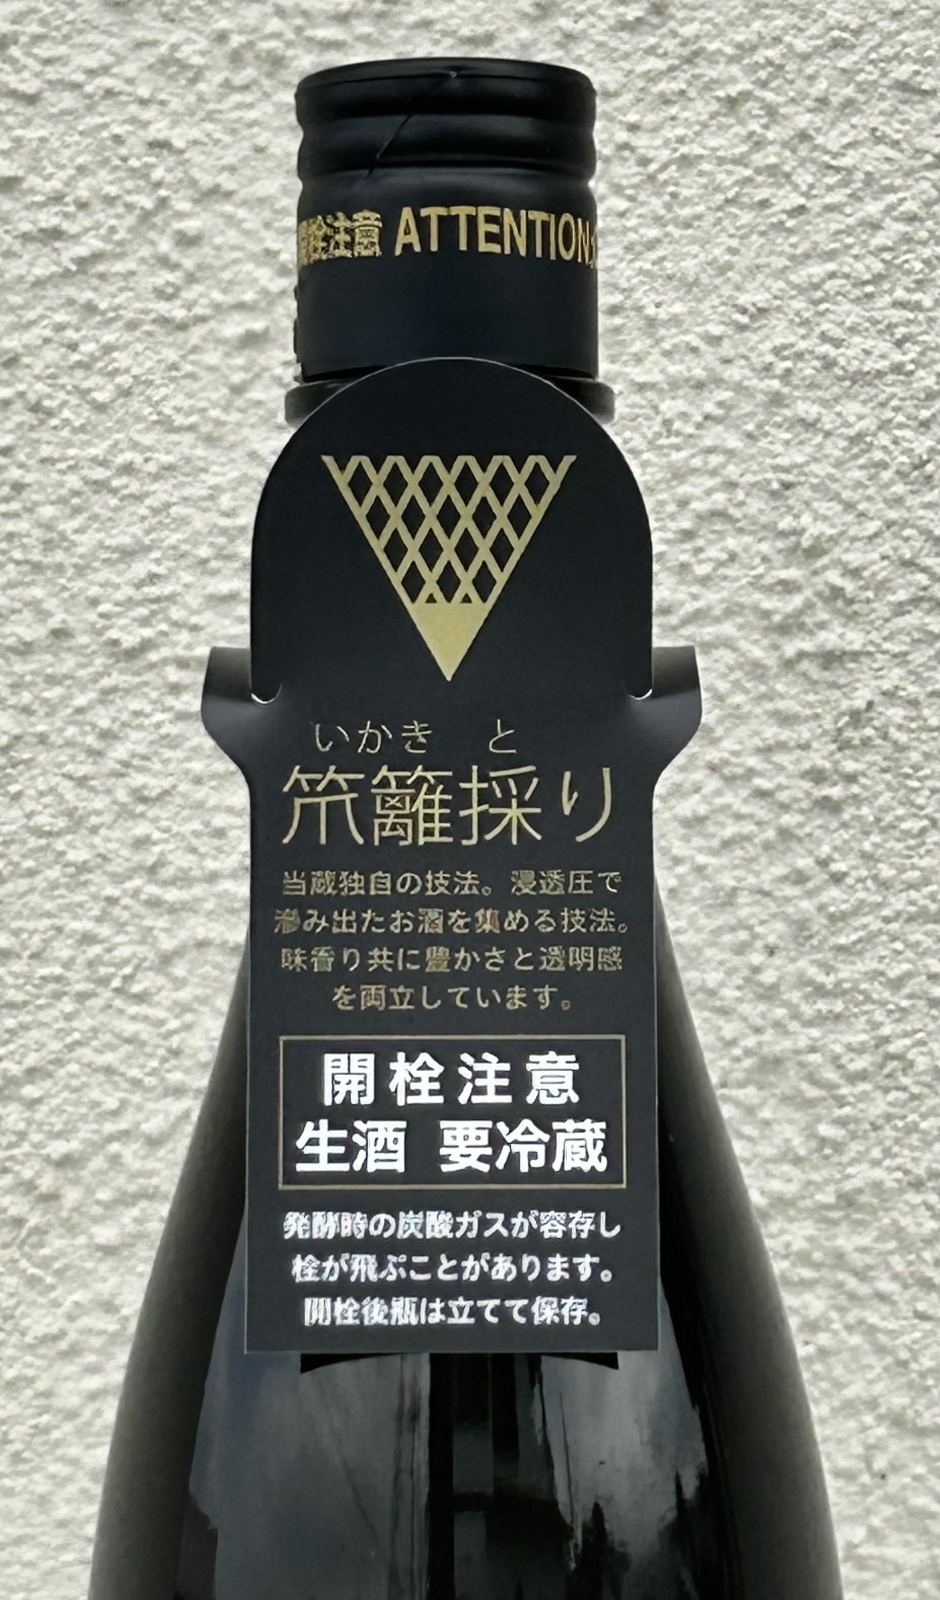 開栓注意 ATTENTION
いかき と
笊籬採り
当蔵独自の技法。浸透圧で
滲み出たお酒を集める技法。
味香り共に豊かさと透明感
を両立しています。
開栓注意
生酒 要冷蔵
発酵時の炭酸ガスが容存し
栓が飛ぶことがあります。
開栓後瓶は立てて保存。